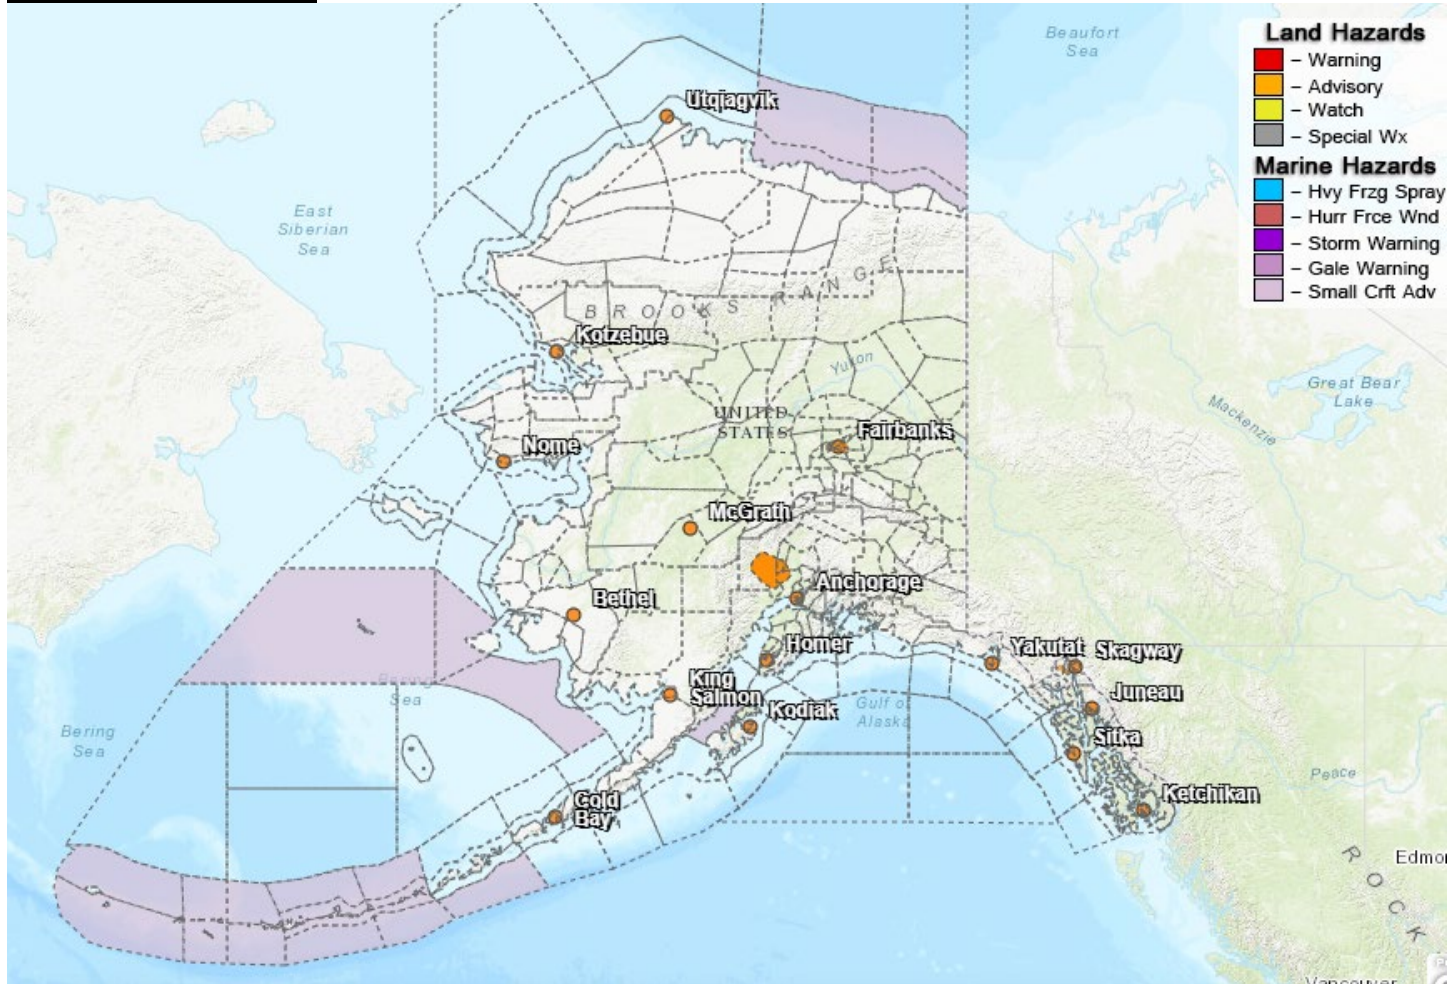 Land Hazards
– Warning
– Advisory
– Watch
– Special Wx
Marine Hazards
– Hvy Frzg Spray
– Hurr Frce Wnd
– Storm Warning
– Gale Warning
– Small Crft Adv
Beaufort
Sea
Utqiagvik
East
Siberian
Sea
BROOKS RANGE
Kotzebue
Yukon
Great Bear
Lake
Mackenzie
UNITED
STATES
Fairbanks
Nome
McGrath
Anchorage
Bethel
Homer
Yakutat
Skagway
King
Salmon
Juneau
Bering
Sea
Kodiak
Gulf of
Alaska
Bering
Sea
Sitka
Peace
Ketchikan
Cold
Bay
Edmo
ROCK
Vancouver